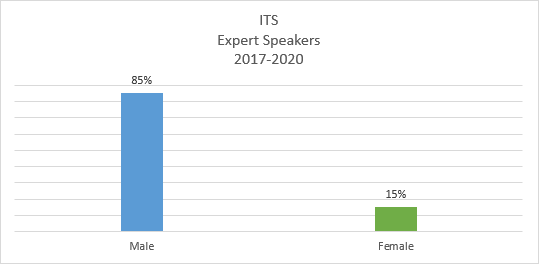 ITS
Expert Speakers
2017-2020
85%
15%
Male
Female